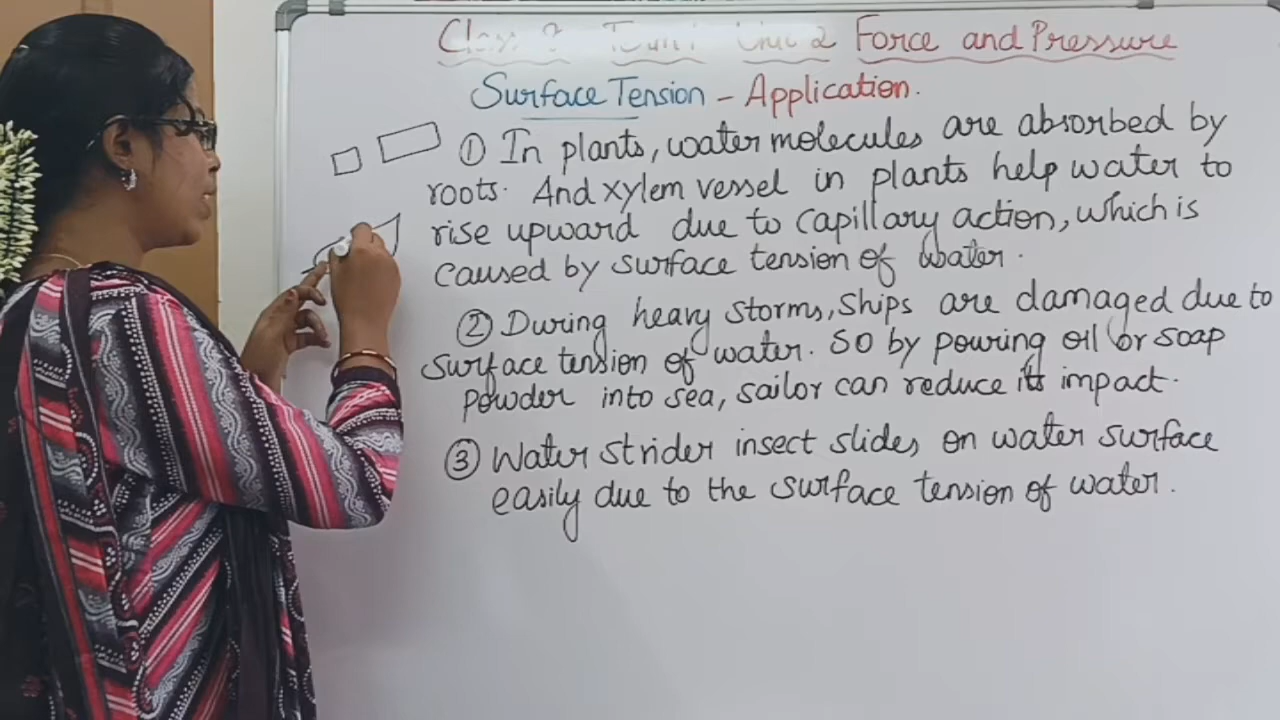 Class Term Unit 2 Force and Pressure
Surface Tension - Application.
① In plants, water molecules are absorbed by
roots. And xylem vessel in plants help water to
rise upward due to capillary action, which is
caused by surface tension of water.
② During heavy storms, ships are damaged due to
surface tension of water. So by pouring oil or soap
powder into sea, sailor can reduce its impact.
③ Water strider insect slides on water surface
easily due to the surface tension of water.